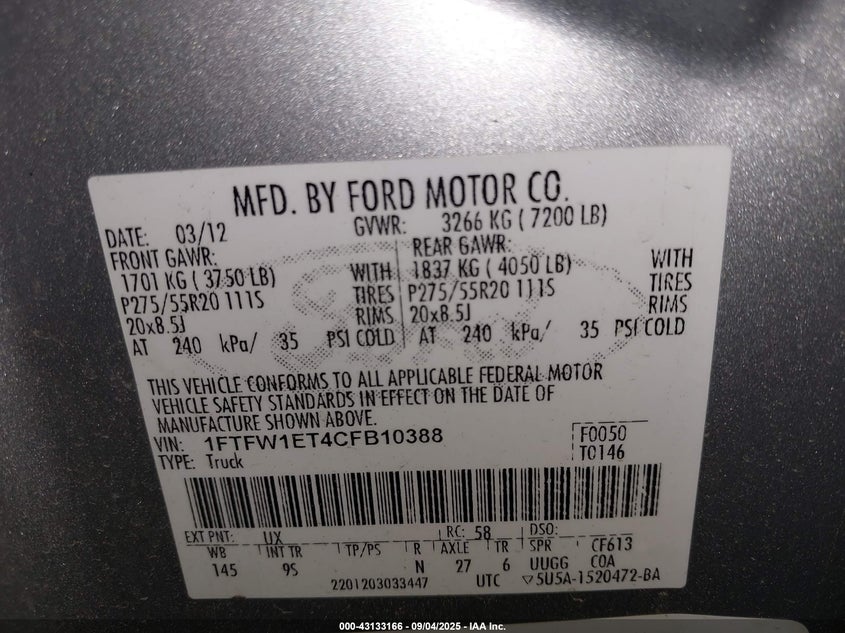 MFD. BY FORD MOTOR CO.
DATE: 03/12 GVWR: 3266 KG ( 7200 LB)
FRONT GAWR: REAR GAWR:
1701 KG ( 3750 LB) WITH 1837 KG ( 4050 LB) WITH
P275/55R20 111S TIRES P275/55R20 111S TIRES
20x8.5J RIMS 20x8.5J RIMS
AT 240 kPa/ 35 PSI COLD AT 240 kPa/ 35 PSI COLD
THIS VEHICLE CONFORMS TO ALL APPLICABLE FEDERAL MOTOR
VEHICLE SAFETY STANDARDS IN EFFECT ON THE DATE OF
MANUFACTURE SHOWN ABOVE.
VIN: 1FTFW1ET4CFB10388 F0050
TYPE: Truck T0146
EXT PNT: UX RC: 58 DSO:
WB INT TR TP/PS R AXLE TR SPR CF613
145 9S N 27 6 UUGG COA
2201203033447 UTC ▽5U5A-1520472-BA
000-43133166 - 09/04/2025 - IAA Inc.